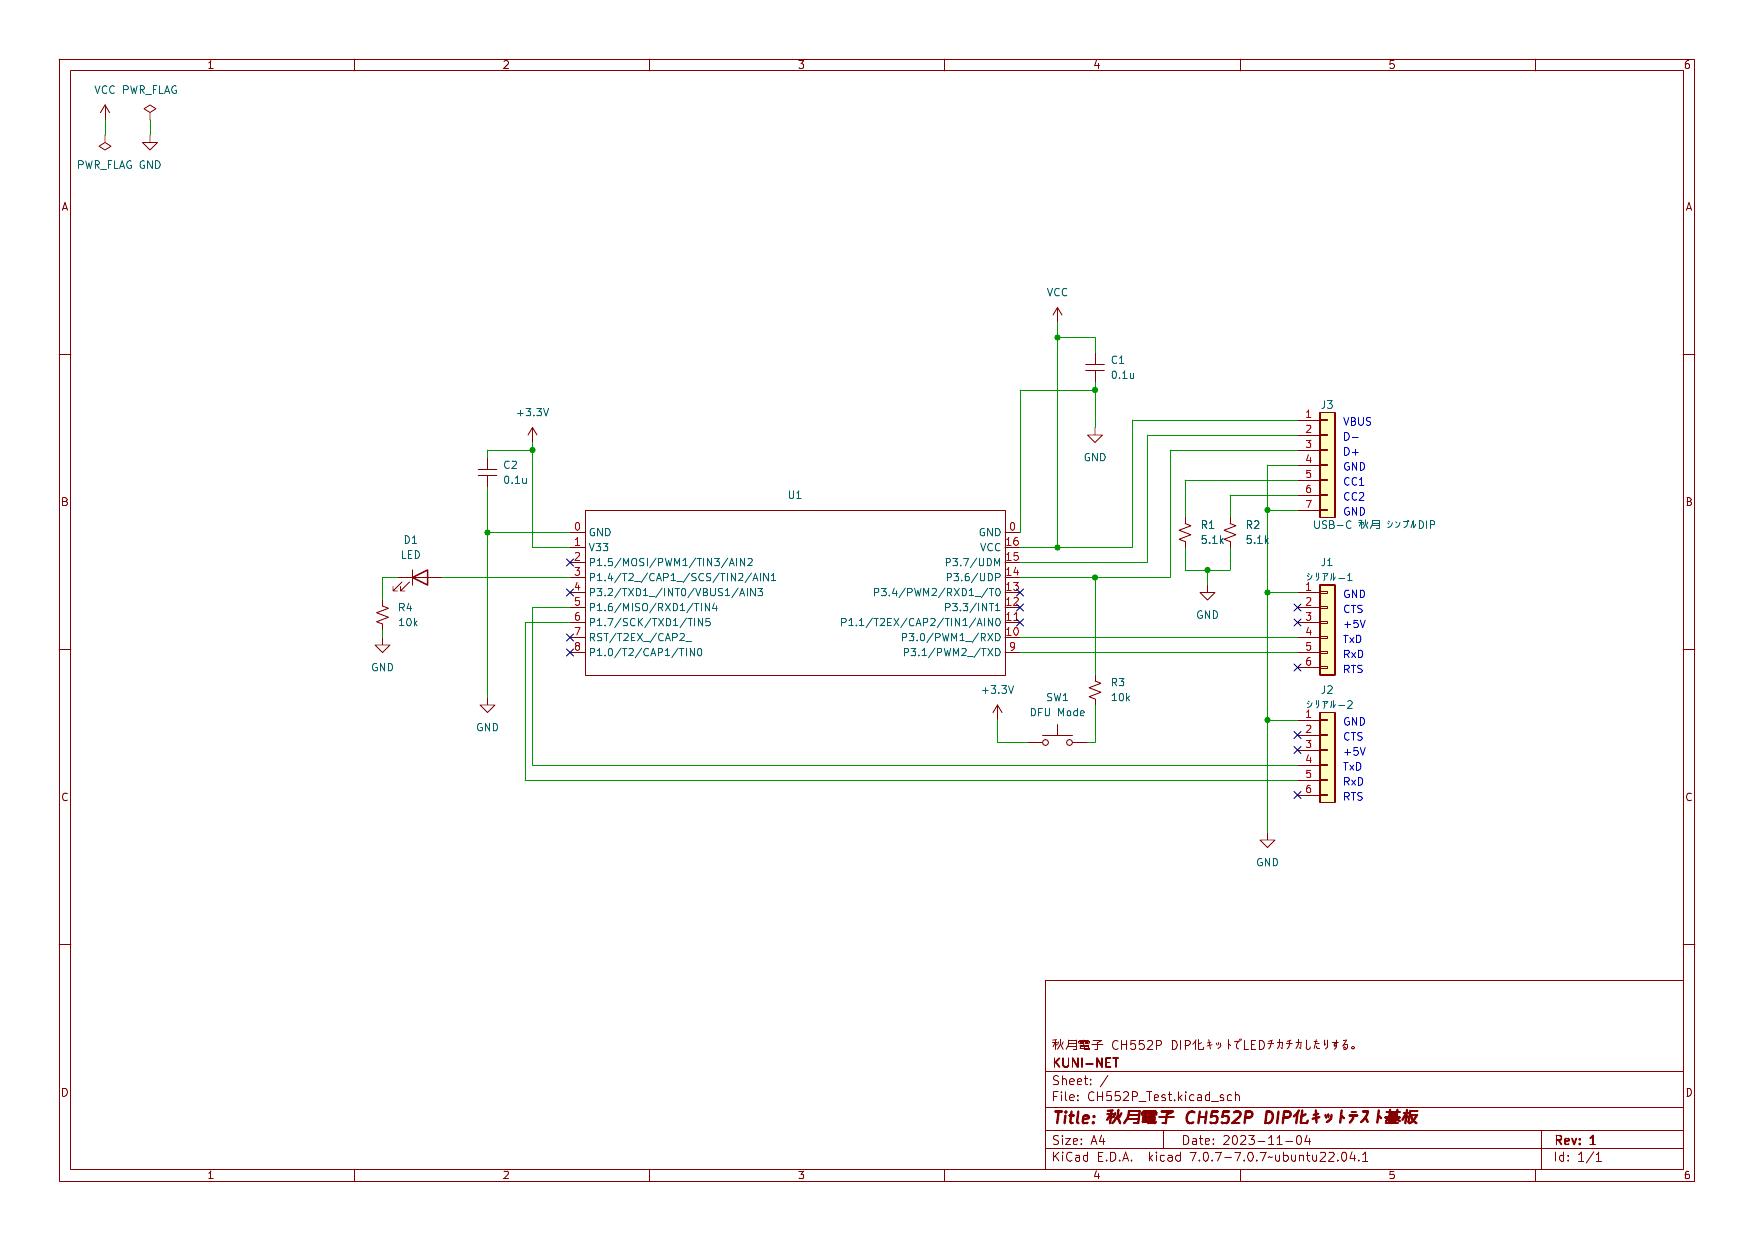 1 2 3 4 5 6
VCC PWR_FLAG
PWR_FLAG GND
A A
VCC
C1
0.1u
GND
+3.3V
C2
0.1u
GND
J3
1 VBUS
2 D-
3 D+
4 GND
5 CC1
6 CC2
7 GND
USB-C 秋月 シンプルDIP
B B
R1
5.1k
R2
5.1k
GND
U1
0 GND
1 V33
2 P1.5/MOSI/PWM1/TIN3/AIN2
3 P1.4/T2_/CAP1_/SCS/TIN2/AIN1
4 P3.2/TXD1_/INT0/VBUS1/AIN3
5 P1.6/MISO/RXD1/TIN4
6 P1.7/SCK/TXD1/TIN5
7 RST/T2EX_/CAP2_
8 P1.0/T2/CAP1/TIN0
GND 0
VCC 16
P3.7/UDM 15
P3.6/UDP 14
P3.4/PWM2/RXD1_/T0 13
P3.3/INT1 12
P1.1/T2EX/CAP2/TIN1/AIN0 11
P3.0/PWM1_/RXD 10
P3.1/PWM2_/TXD 9
D1
LED
R4
10k
GND
J1
シリアル-1
1 GND
2 CTS
3 +5V
4 TxD
5 RxD
6 RTS
R3
10k
+3.3V
SW1
DFU Mode
J2
シリアル-2
1 GND
2 CTS
3 +5V
4 TxD
5 RxD
6 RTS
GND
C C
D D
秋月電子 CH552P DIP化キットでLEDチカチカしたりする。
KUNI-NET
Sheet: /
File: CH552P_Test.kicad_sch
Title: 秋月電子 CH552P DIP化キットテスト基板
Size: A4 Date: 2023-11-04 Rev: 1
KiCad E.D.A. kicad 7.0.7-7.0.7~ubuntu22.04.1 Id: 1/1
1 2 3 4 5 6